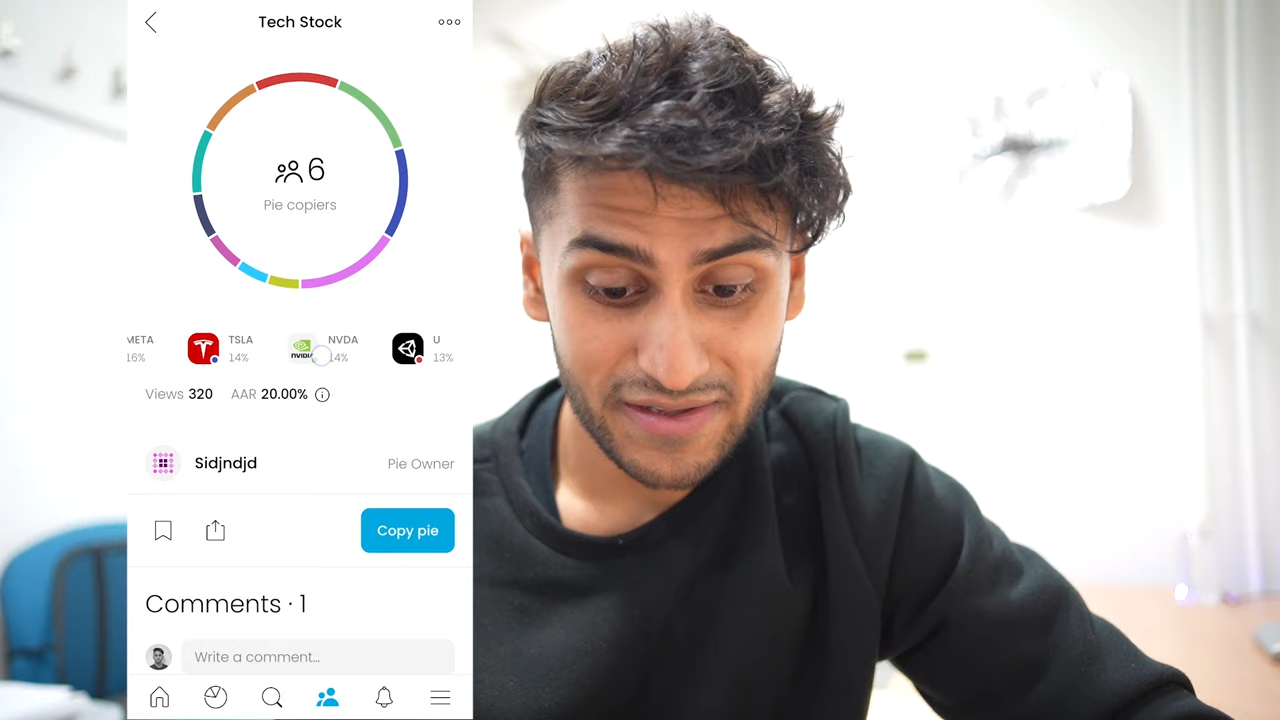 Tech Stock
6
Pie copiers
META TSLA NVDA U
16% 14% 14% 13%
Views 320 AAR 20.00%
Sidjndjd Pie Owner
Copy pie
Comments · 1
Write a comment...